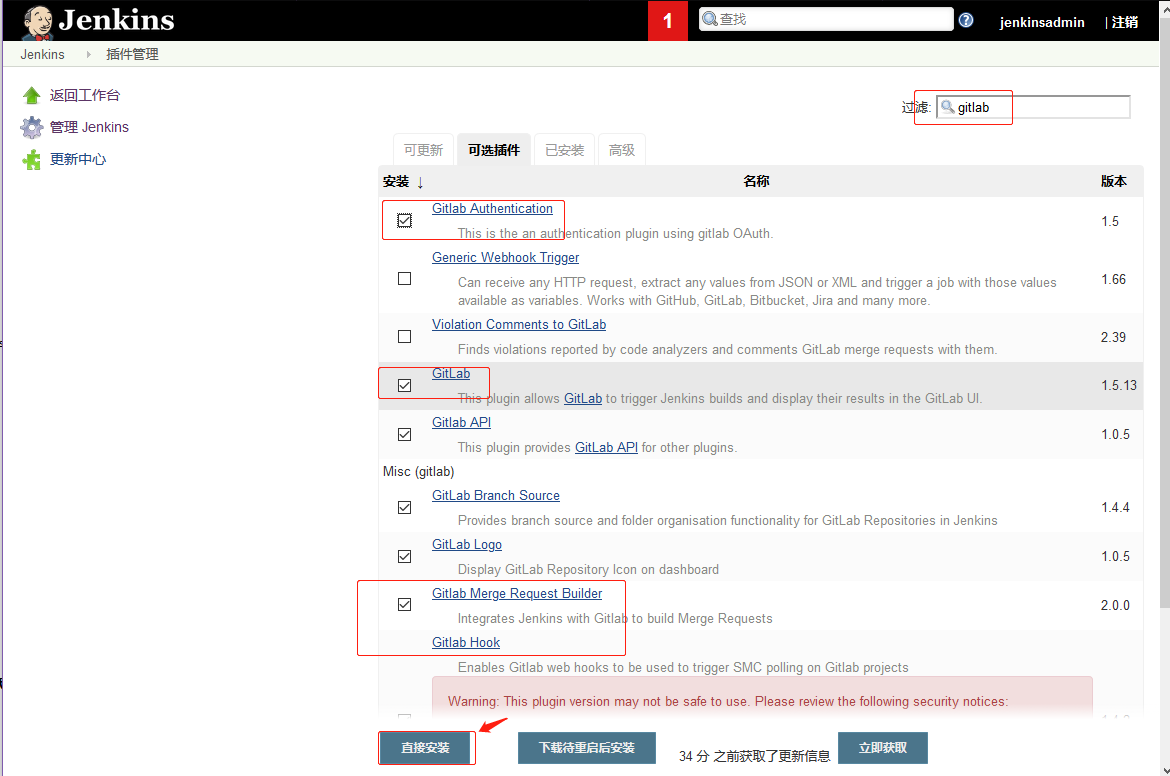 Jenkins
1
查找
jenkinsadmin
| 注销
Jenkins
插件管理
返回工作台
管理 Jenkins
更新中心
过滤:
gitlab
可更新
可选插件
已安装
高级
安装 ↓
名称
版本
Gitlab Authentication
This is the an authentication plugin using gitlab OAuth.
1.5
Generic Webhook Trigger
Can receive any HTTP request, extract any values from JSON or XML and trigger a job with those values
available as variables. Works with GitHub, GitLab, Bitbucket, Jira and many more.
1.66
Violation Comments to GitLab
Finds violations reported by code analyzers and comments GitLab merge requests with them.
2.39
GitLab
This plugin allows GitLab to trigger Jenkins builds and display their results in the GitLab UI.
1.5.13
Gitlab API
This plugin provides GitLab API for other plugins.
1.0.5
Misc (gitlab)
GitLab Branch Source
Provides branch source and folder organisation functionality for GitLab Repositories in Jenkins
1.4.4
GitLab Logo
Display GitLab Repository Icon on dashboard
1.0.5
Gitlab Merge Request Builder
Integrates Jenkins with Gitlab to build Merge Requests
2.0.0
Gitlab Hook
Enables Gitlab web hooks to be used to trigger SMC polling on Gitlab projects
Warning: This plugin version may not be safe to use. Please review the following security notices:
直接安装
下载待重启后安装
34 分 之前获取了更新信息
立即获取